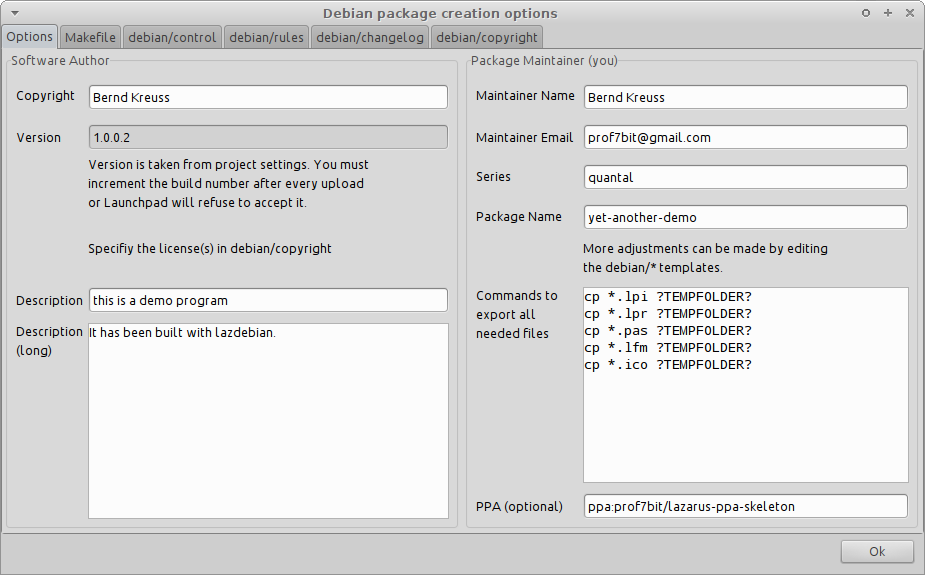 Debian package creation options
Options Makefile debian/control debian/rules debian/changelog debian/copyright
Software Author
Copyright Bernd Kreuss
Version 1.0.0.2
Version is taken from project settings. You must
increment the build number after every upload
or Launchpad will refuse to accept it.
Specifiy the license(s) in debian/copyright
Description this is a demo program
Description
(long)
It has been built with lazdebian.
Package Maintainer (you)
Maintainer Name Bernd Kreuss
Maintainer Email prof7bit@gmail.com
Series quantal
Package Name yet-another-demo
More adjustments can be made by editing
the debian/* templates.
Commands to
export all
needed files
cp *.lpi ?TEMPFOLDER?
cp *.lpr ?TEMPFOLDER?
cp *.pas ?TEMPFOLDER?
cp *.lfm ?TEMPFOLDER?
cp *.ico ?TEMPFOLDER?
PPA (optional) ppa:prof7bit/lazarus-ppa-skeleton
Ok